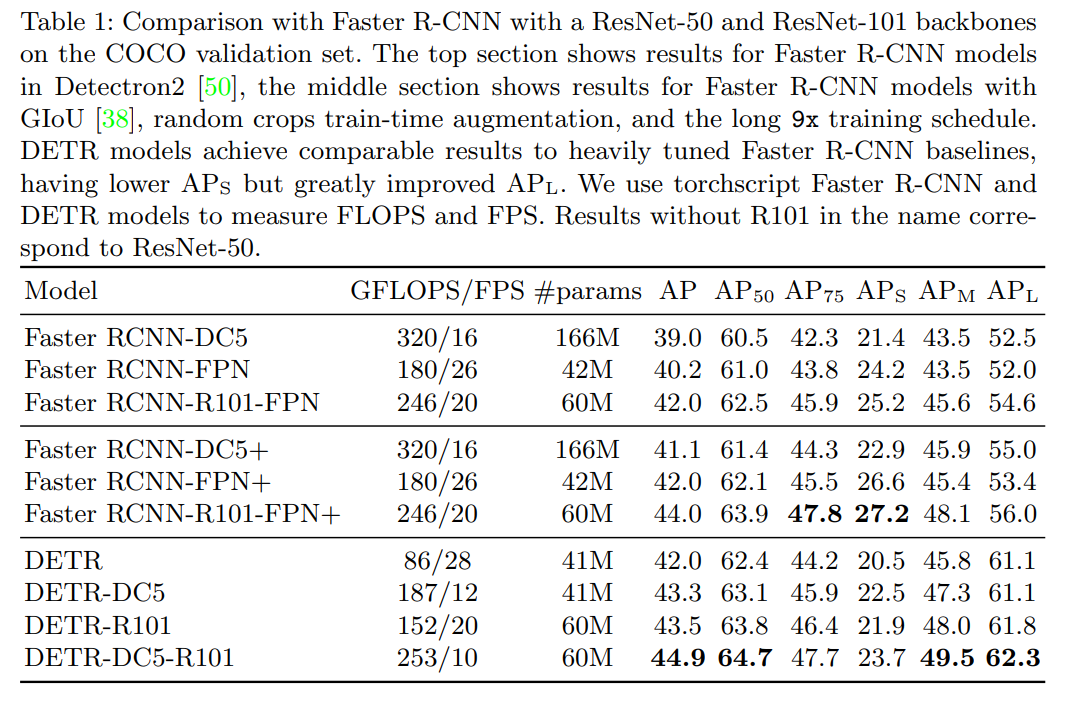 Table 1: Comparison with Faster R-CNN with a ResNet-50 and ResNet-101 backbones
on the COCO validation set. The top section shows results for Faster R-CNN models
in Detectron2 [50], the middle section shows results for Faster R-CNN models with
GIoU [38], random crops train-time augmentation, and the long 9x training schedule.
DETR models achieve comparable results to heavily tuned Faster R-CNN baselines,
having lower APS but greatly improved APL. We use torchscript Faster R-CNN and
DETR models to measure FLOPS and FPS. Results without R101 in the name corre-
spond to ResNet-50.
Model GFLOPS/FPS #params AP AP50 AP75 APS APM APL
Faster RCNN-DC5 320/16 166M 39.0 60.5 42.3 21.4 43.5 52.5
Faster RCNN-FPN 180/26 42M 40.2 61.0 43.8 24.2 43.5 52.0
Faster RCNN-R101-FPN 246/20 60M 42.0 62.5 45.9 25.2 45.6 54.6
Faster RCNN-DC5+ 320/16 166M 41.1 61.4 44.3 22.9 45.9 55.0
Faster RCNN-FPN+ 180/26 42M 42.0 62.1 45.5 26.6 45.4 53.4
Faster RCNN-R101-FPN+ 246/20 60M 44.0 63.9 47.8 27.2 48.1 56.0
DETR 86/28 41M 42.0 62.4 44.2 20.5 45.8 61.1
DETR-DC5 187/12 41M 43.3 63.1 45.9 22.5 47.3 61.1
DETR-R101 152/20 60M 43.5 63.8 46.4 21.9 48.0 61.8
DETR-DC5-R101 253/10 60M 44.9 64.7 47.7 23.7 49.5 62.3